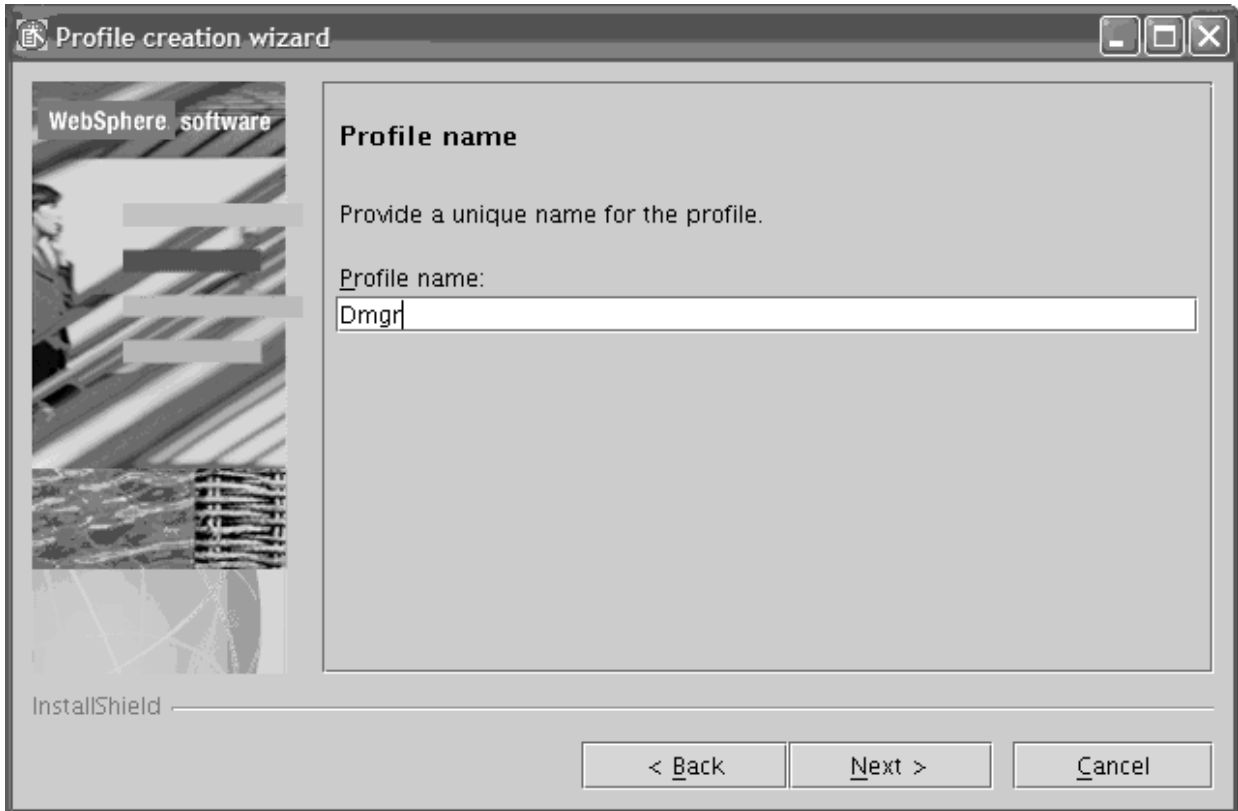 Profile creation wizard
WebSphere software
Profile name
Provide a unique name for the profile.
Profile name:
Dmgr
InstallShield
< Back
Next >
Cancel